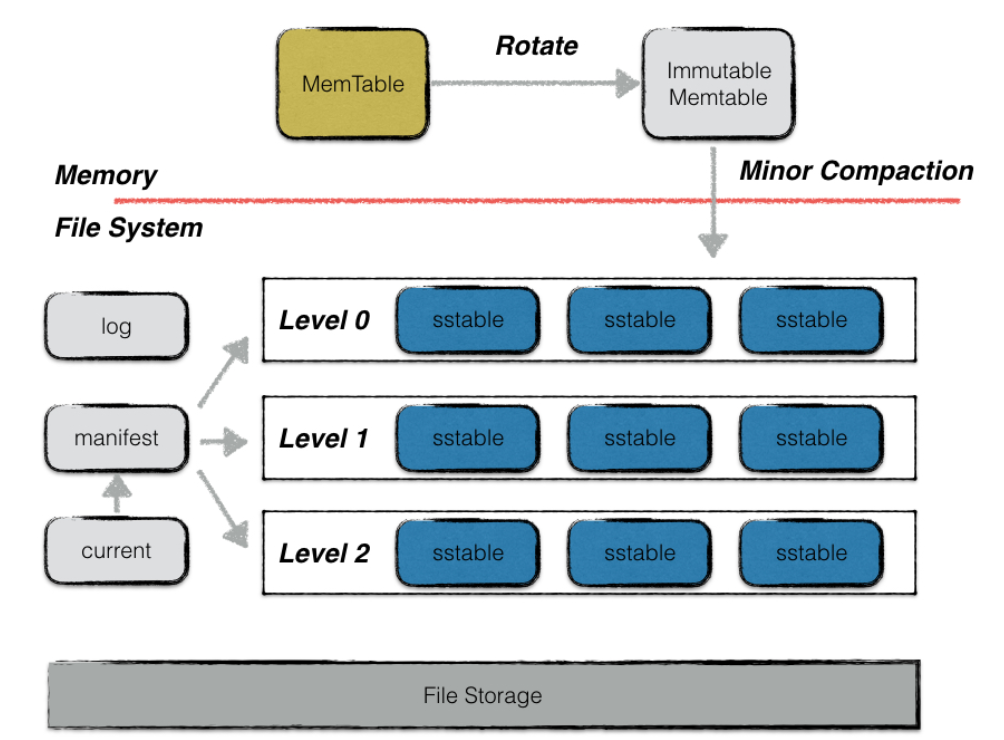 Rotate
MemTable
Immutable
Memtable
Memory
Minor Compaction
File System
log
Level 0
sstable
sstable
sstable
manifest
Level 1
sstable
sstable
sstable
current
Level 2
sstable
sstable
sstable
File Storage